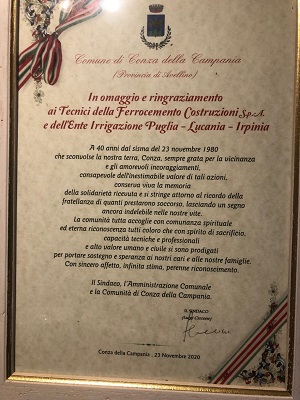 Comune di Conza della Campania
(Provincia di Avellino)
In omaggio e ringraziamento
ai Tecnici della Ferrocemento Costruzioni S.p.A.
e dell'Ente Irrigazione Puglia - Lucania - Irpinia
A 40 anni dal sisma del 23 novembre 1980
che sconvolse la nostra terra, Conza, sempre grata per la vicinanza
e gli amorevoli incoraggiamenti,
consapevole dell'inestimabile valore di tali azioni,
conserva viva la memoria
della solidarietà ricevuta e si stringe attorno al ricordo della
fratellanza di quanti prestarono soccorso, lasciando un segno
ancora indelebile nelle nostre vite.
La comunità tutta accoglie con comunanza spirituale
ed eterna riconoscenza tutti coloro che con spirito di sacrificio,
capacità tecniche e professionali
e alto valore umano e civile si sono prodigati
per portare sostegno e speranza ai nostri cari e alle nostre famiglie.
Con sincero affetto, infinita stima, perenne riconoscimento.
Il Sindaco, l'Amministrazione Comunale
e la Comunità di Conza della Campania.
IL SINDACO
Conza della Campania, 23 Novembre 2020